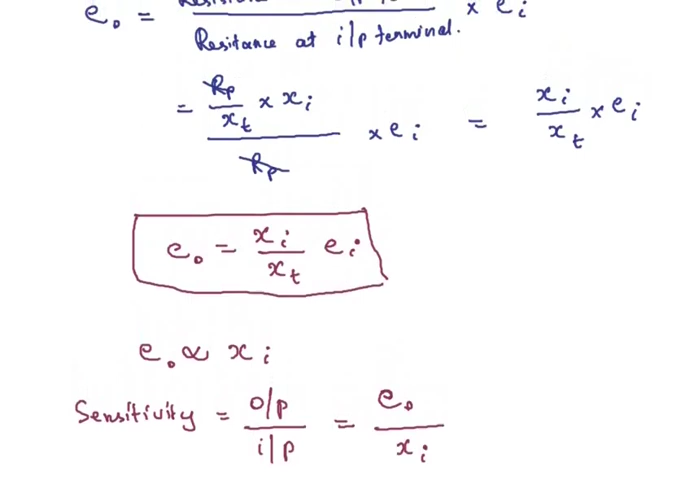 e₀ = × eᵢ
Resitance at i/p terminal.
= ((Rₚ/xₜ) × xᵢ)/Rₚ × eᵢ = xᵢ/xₜ × eᵢ
e₀ = xᵢ/xₜ eᵢ
e₀ ∝ xᵢ
Sensitivity = o/p / i/p = e₀/xᵢ